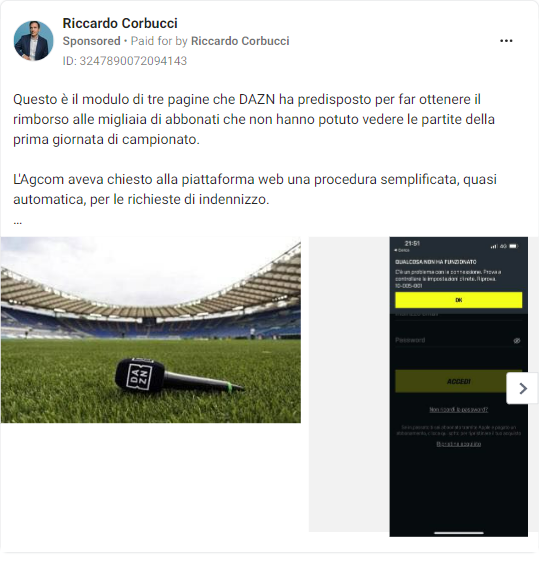 Riccardo Corbucci
Sponsored • Paid for by Riccardo Corbucci
ID: 3247890072094143
Questo è il modulo di tre pagine che DAZN ha predisposto per far ottenere il
rimborso alle migliaia di abbonati che non hanno potuto vedere le partite della
prima giornata di campionato.
L'Agcom aveva chiesto alla piattaforma web una procedura semplificata, quasi
automatica, per le richieste di indennizzo.
...
DA
ZN
21:51
4G
QUALCOSA NON HA FUNZIONATO
C'è un problema con la connessione. Prova a
controllare le impostazioni di rete. Riprova.
10-005-001
OK
Password
ACCEDI
Non ricordi la password?